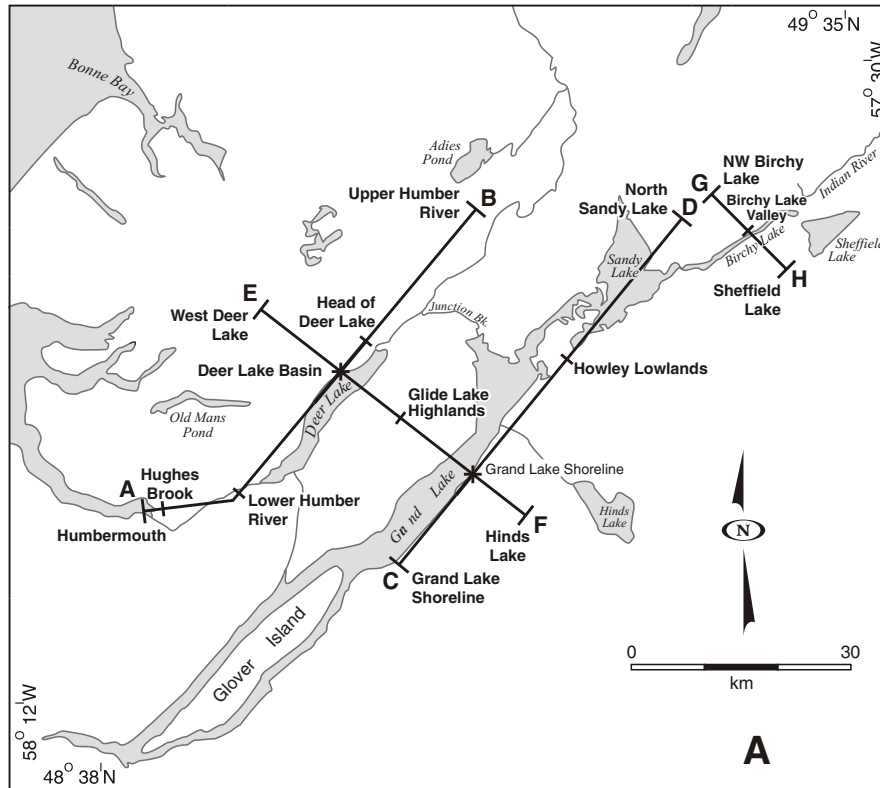 49° 35'N
57° 30'W
Bonne Bay
Adies
Pond
Upper Humber
River
B
North
Sandy Lake
D
G
NW Birchy
Lake
Birchy Lake
Valley
Indian River
Birchy Lake
Sheffield
Lake
H
Sheffield
Lake
Sandy
Lake
E
West Deer
Lake
Head of
Deer Lake
Junction Bk.
Deer Lake Basin
Deer Lake
Howley Lowlands
Glide Lake
Highlands
Old Mans
Pond
A
Hughes
Brook
Humbermouth
Lower Humber
River
Grand Lake Shoreline
Grand Lake
F
Hinds
Lake
Hinds
Lake
C
Grand Lake
Shoreline
Glover Island
N
0 30
km
58° 12'W
48° 38'N
A